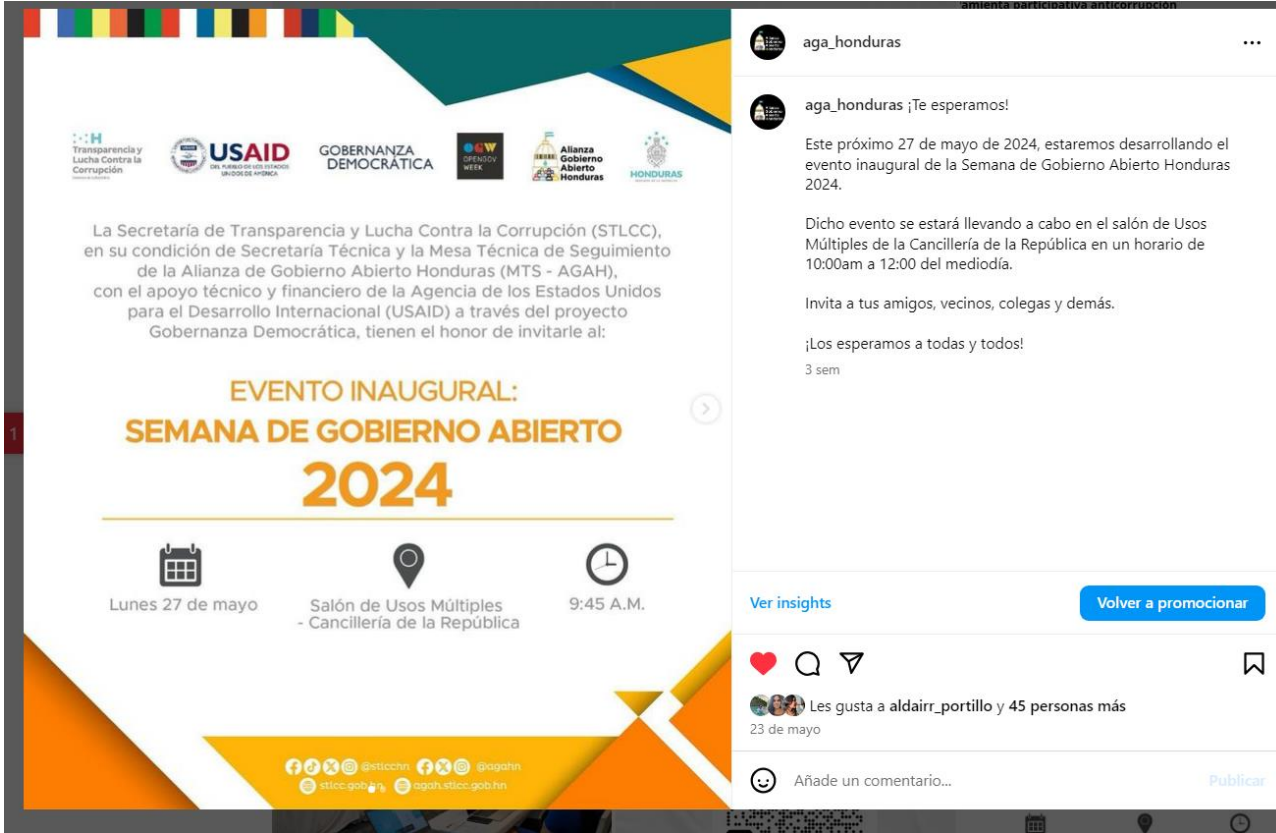 amienta participativa anticorrupción
H
Transparencia y
Lucha Contra la
Corrupción
USAID
DEL PUEBLO DE LOS ESTADOS
UNIDOS DE AMÉRICA
GOBERNANZA
DEMOCRÁTICA
OGW
OPENGOV
WEEK
Alianza
Gobierno
Abierto
Honduras
HONDURAS
La Secretaría de Transparencia y Lucha Contra la Corrupción (STLCC),
en su condición de Secretaría Técnica y la Mesa Técnica de Seguimiento
de la Alianza de Gobierno Abierto Honduras (MTS - AGAH),
con el apoyo técnico y financiero de la Agencia de los Estados Unidos
para el Desarrollo Internacional (USAID) a través del proyecto
Gobernanza Democrática, tienen el honor de invitarle al:
EVENTO INAUGURAL:
SEMANA DE GOBIERNO ABIERTO
2024
Lunes 27 de mayo
Salón de Usos Múltiples
- Cancillería de la República
9:45 A.M.
@stlcchn @agahn
stlcc.gob.hn agah.stlcc.gob.hn
1
aga_honduras
aga_honduras ¡Te esperamos!
Este próximo 27 de mayo de 2024, estaremos desarrollando el
evento inaugural de la Semana de Gobierno Abierto Honduras
2024.
Dicho evento se estará llevando a cabo en el salón de Usos
Múltiples de la Cancillería de la República en un horario de
10:00am a 12:00 del mediodía.
Invita a tus amigos, vecinos, colegas y demás.
¡Los esperamos a todas y todos!
3 sem
Ver insights
Volver a promocionar
Les gusta a aldairr_portillo y 45 personas más
23 de mayo
Añade un comentario...
Publicar